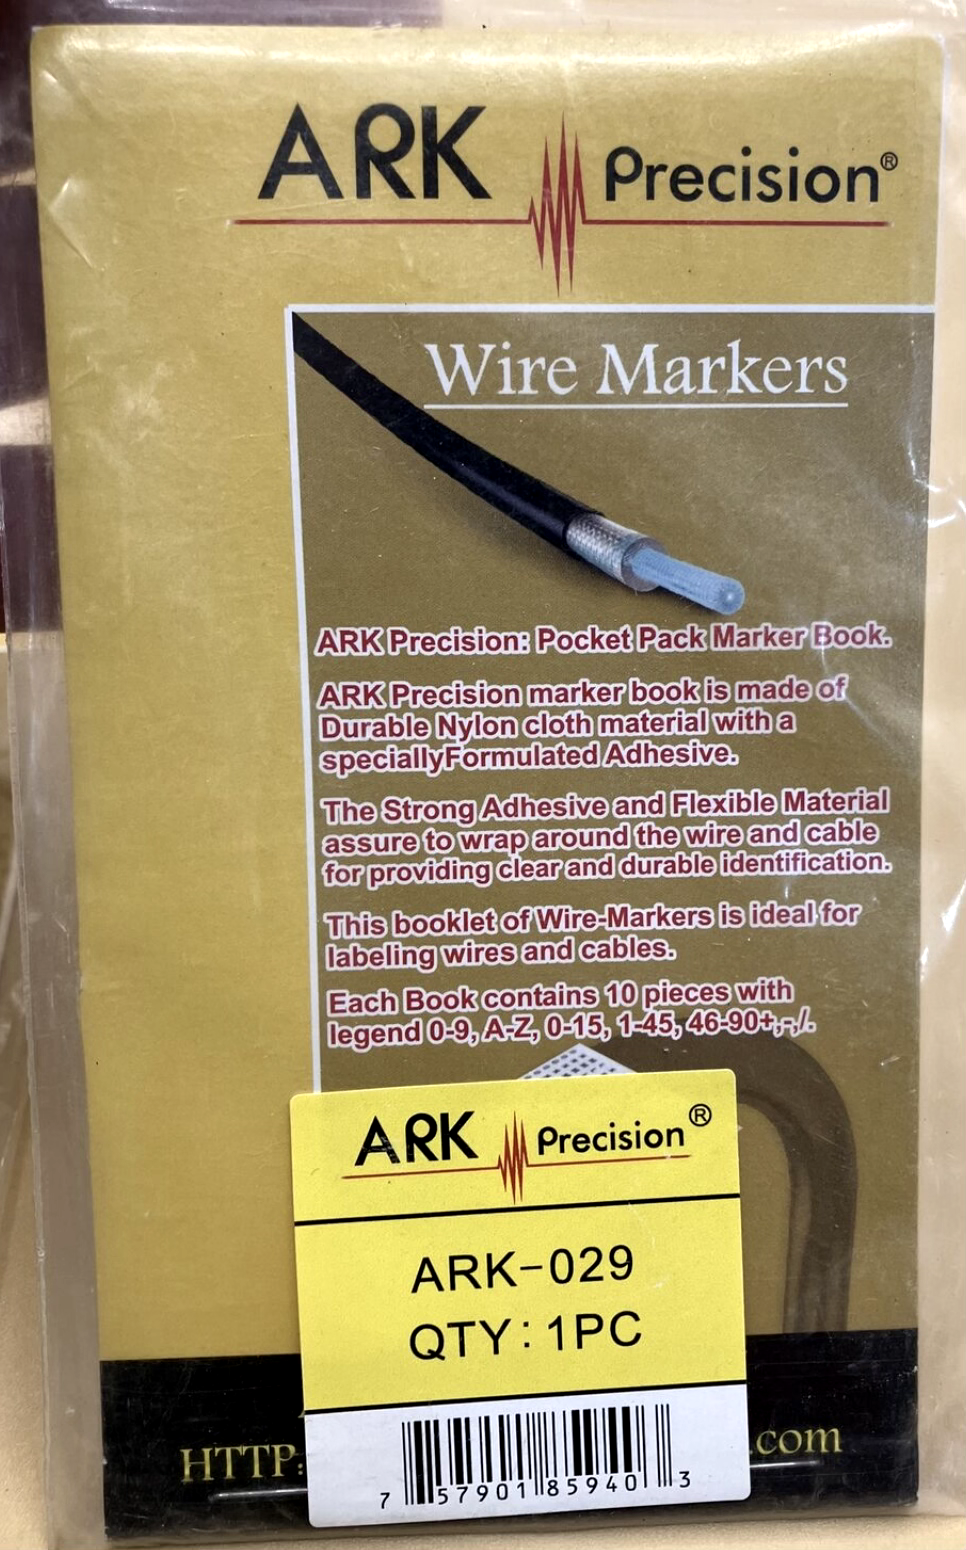 ARK Precision®
Wire Markers
ARK Precision: Pocket Pack Marker Book.
ARK Precision marker book is made of
Durable Nylon cloth material with a
speciallyFormulated Adhesive.
The Strong Adhesive and Flexible Material
assure to wrap around the wire and cable
for providing clear and durable identification.
This booklet of Wire-Markers is ideal for
labeling wires and cables.
Each Book contains 10 pieces with
legend 0-9, A-Z, 0-15, 1-45, 46-90+,-,/.
ARK Precision®
ARK-029
QTY: 1PC
HTTP: .com
7 57901 85940 3